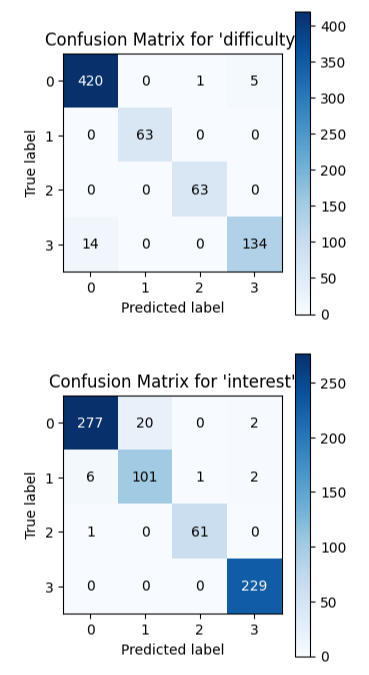 Confusion Matrix for 'difficulty
True label
0 420 0 1 5
1 0 63 0 0
2 0 0 63 0
3 14 0 0 134
0 1 2 3
Predicted label
400
350
300
250
200
150
100
50
0
Confusion Matrix for 'interest'
True label
0 277 20 0 2
1 6 101 1 2
2 1 0 61 0
3 0 0 0 229
0 1 2 3
Predicted label
250
200
150
100
50
0